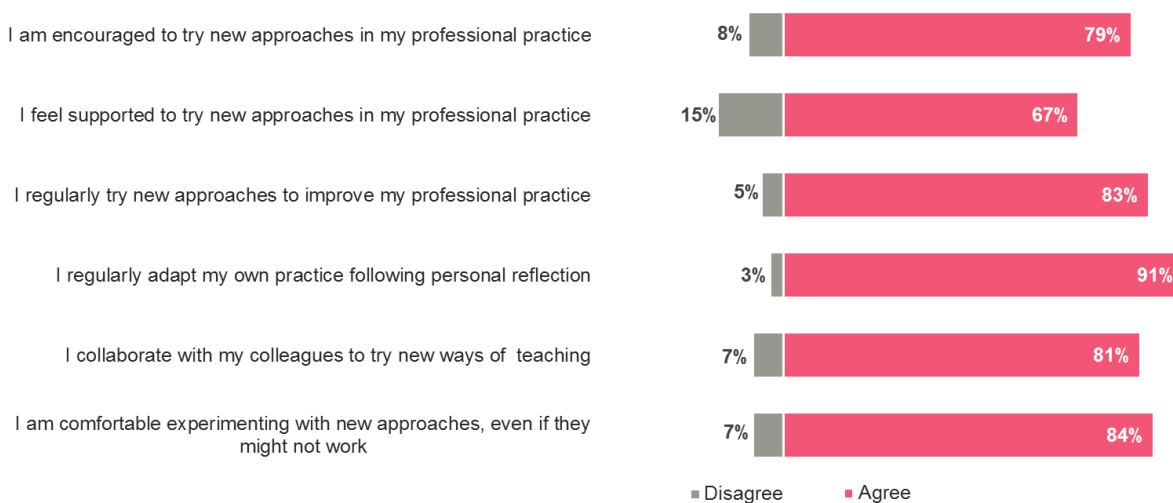 I am encouraged to try new approaches in my professional practice 8% 79%
I feel supported to try new approaches in my professional practice 15% 67%
I regularly try new approaches to improve my professional practice 5% 83%
I regularly adapt my own practice following personal reflection 3% 91%
I collaborate with my colleagues to try new ways of teaching 7% 81%
I am comfortable experimenting with new approaches, even if they
might not work 7% 84%
Disagree Agree